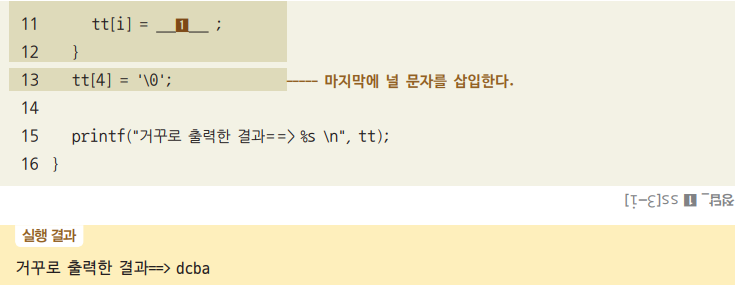 11 tt[i] = __1__ ;
12 }
13 tt[4] = '\0'; ----- 마지막에 널 문자를 삽입한다.
14
15 printf("거꾸로 출력한 결과==> %s \n", tt);
16 }
정답_ 1 ss[3-i]
실행 결과
거꾸로 출력한 결과==> dcba